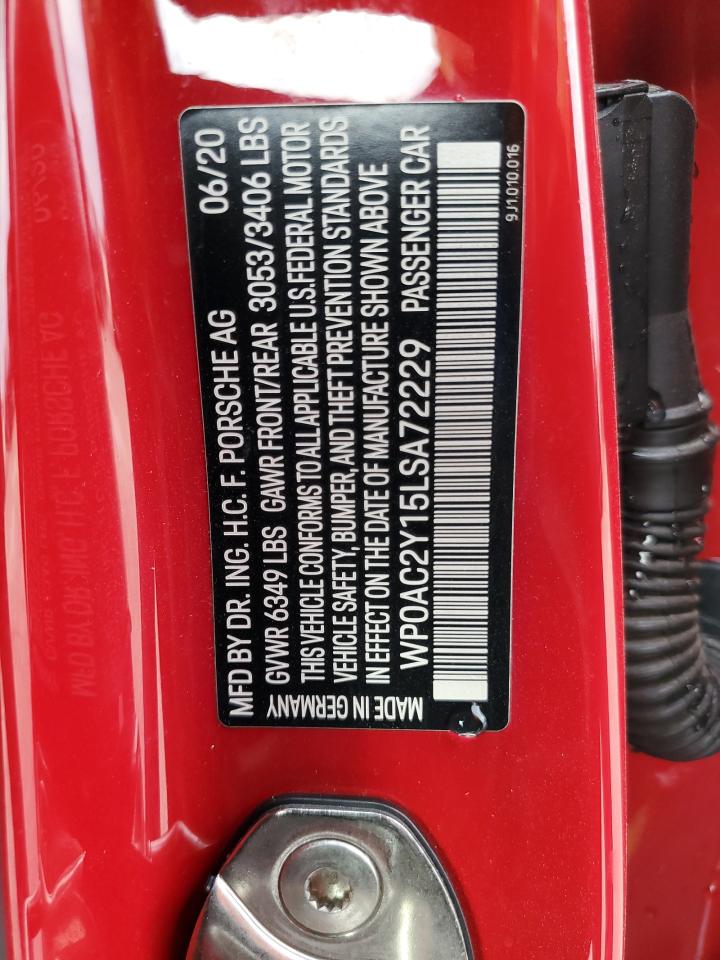 MFD BY DR. ING. H.C. F. PORSCHE AG 06/20
GVWR 6349 LBS GAWR FRONT/REAR 3053/3406 LBS
THIS VEHICLE CONFORMS TO ALL APPLICABLE U.S. FEDERAL MOTOR
VEHICLE SAFETY, BUMPER, AND THEFT PREVENTION STANDARDS
IN EFFECT ON THE DATE OF MANUFACTURE SHOWN ABOVE
WP0AC2Y15LSA72229 PASSENGER CAR
MADE IN GERMANY
9J1.010.016